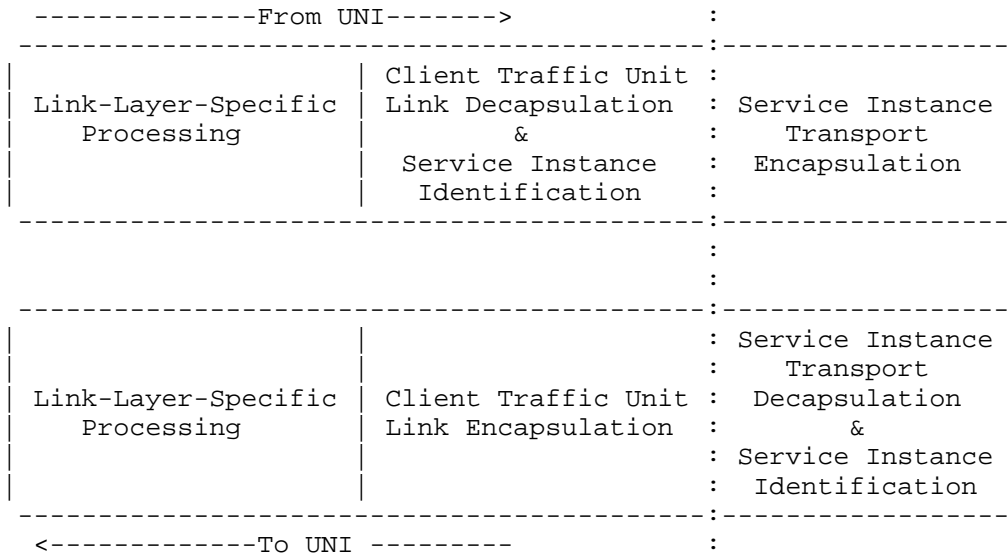 --------------From UNI-------> :
-------------------------------------------:------------------
| | Client Traffic Unit :
| Link-Layer-Specific | Link Decapsulation : Service Instance
| Processing | & : Transport
| | Service Instance : Encapsulation
| | Identification :
-------------------------------------------:------------------
:
:
-------------------------------------------:------------------
| | : Service Instance
| | : Transport
| Link-Layer-Specific | Client Traffic Unit : Decapsulation
| Processing | Link Encapsulation : &
| | : Service Instance
| | : Identification
-------------------------------------------:------------------
<-------------To UNI --------- :